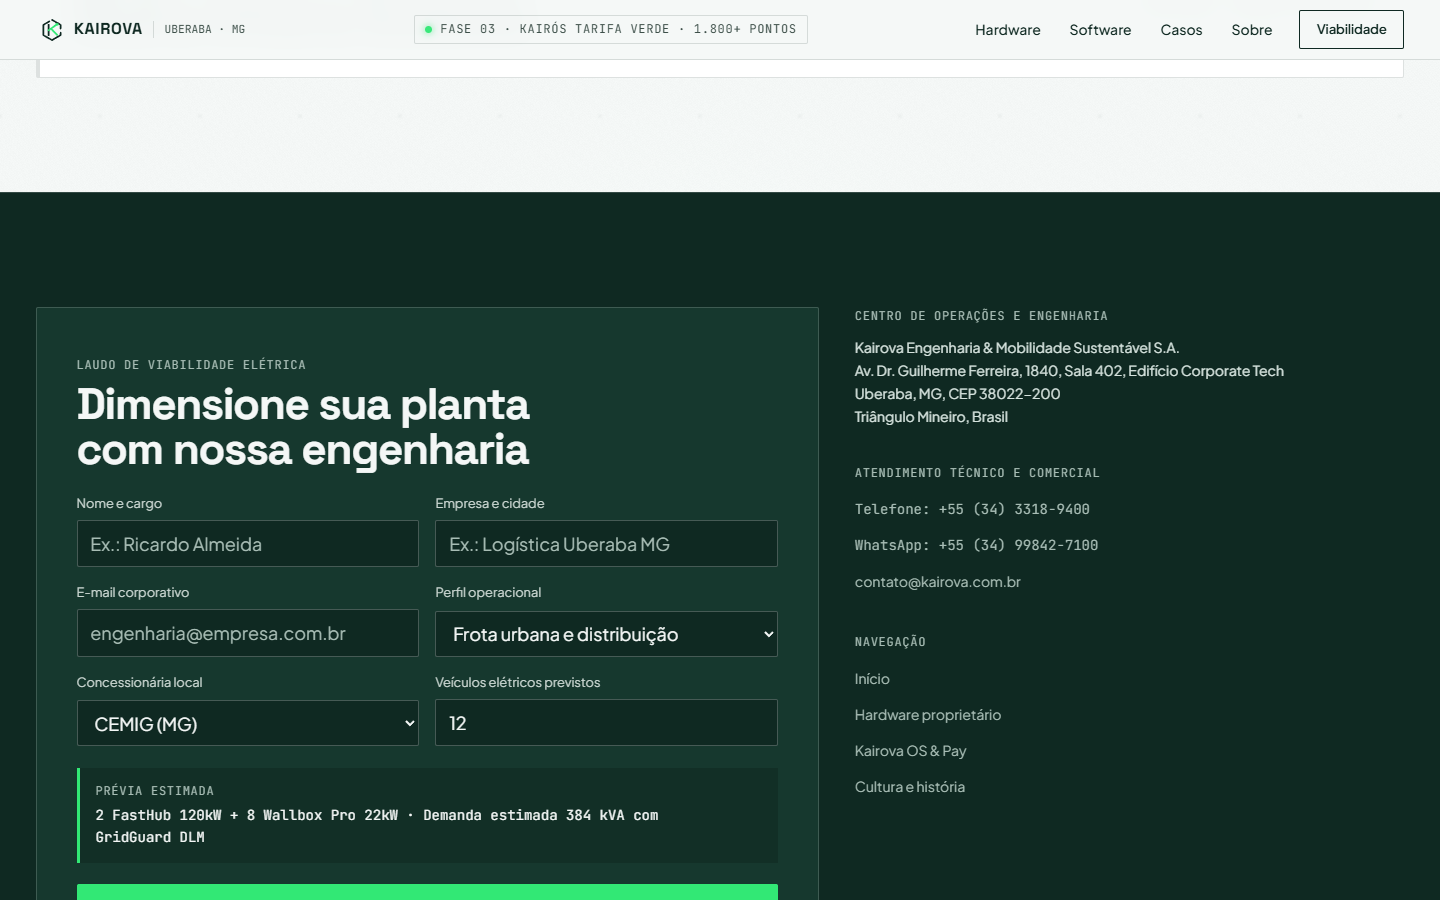 KAIROVA
UBERABA · MG
FASE 03 · KAIRÓS TARIFA VERDE · 1.800+ PONTOS
Hardware
Software
Casos
Sobre
Viabilidade
LAUDO DE VIABILIDADE ELÉTRICA
Dimensione sua planta
com nossa engenharia
Nome e cargo
Ex.: Ricardo Almeida
Empresa e cidade
Ex.: Logística Uberaba MG
E-mail corporativo
engenharia@empresa.com.br
Perfil operacional
Frota urbana e distribuição
Concessionária local
CEMIG (MG)
Veículos elétricos previstos
12
PRÉVIA ESTIMADA
2 FastHub 120kW + 8 Wallbox Pro 22kW · Demanda estimada 384 kVA com
GridGuard DLM
CENTRO DE OPERAÇÕES E ENGENHARIA
Kairova Engenharia & Mobilidade Sustentável S.A.
Av. Dr. Guilherme Ferreira, 1840, Sala 402, Edifício Corporate Tech
Uberaba, MG, CEP 38022-200
Triângulo Mineiro, Brasil
ATENDIMENTO TÉCNICO E COMERCIAL
Telefone: +55 (34) 3318-9400
WhatsApp: +55 (34) 99842-7100
contato@kairova.com.br
NAVEGAÇÃO
Início
Hardware proprietário
Kairova OS & Pay
Cultura e história